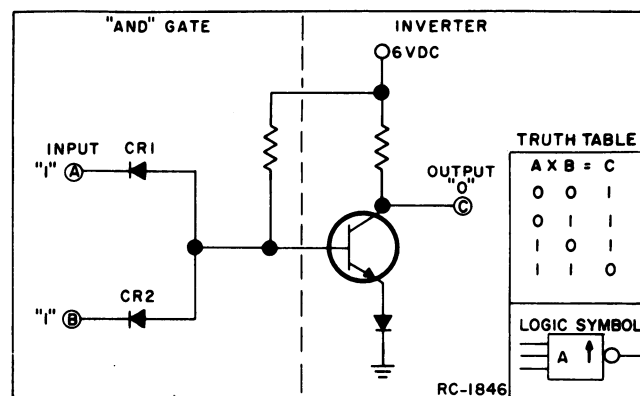 "AND" GATE
INVERTER
6VDC
INPUT
CR1
"1" A
OUTPUT
"0"
C
CR2
"1" B
TRUTH TABLE
A X B = C
0 0 1
0 1 1
1 0 1
1 1 0
LOGIC SYMBOL
A
RC-1846